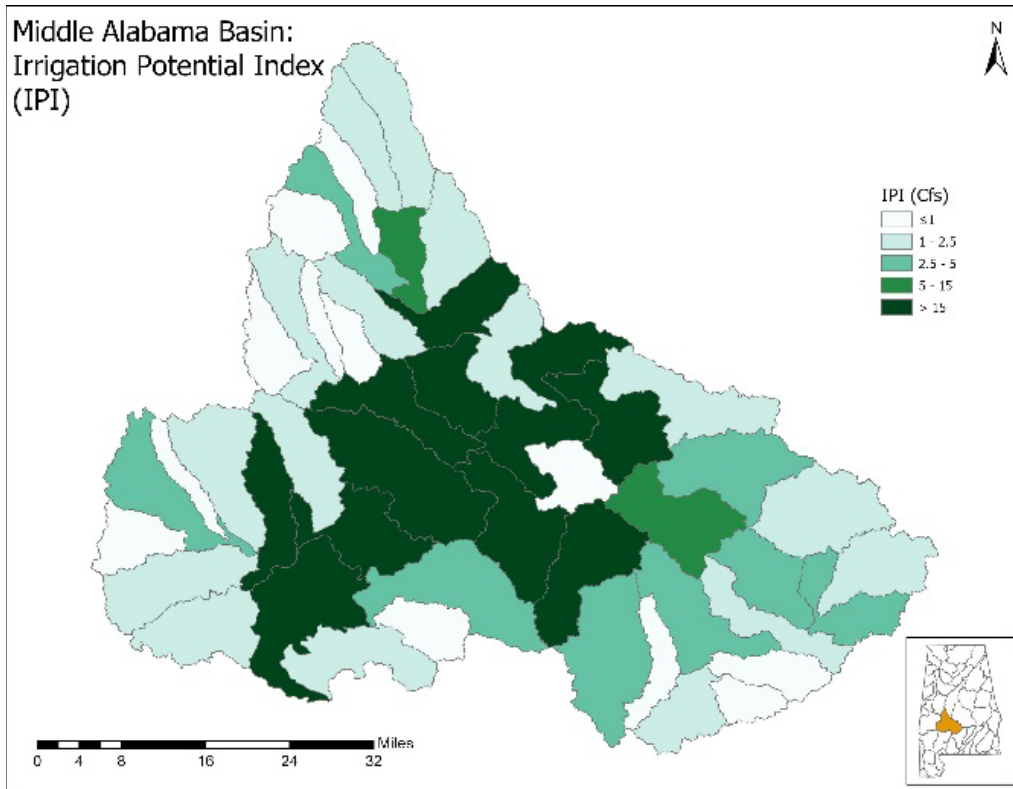 Middle Alabama Basin:
Irrigation Potential Index
(IPI)
N
IPI (Cfs)
≤1
1 - 2.5
2.5 - 5
5 - 15
> 15
Miles
0 4 8 16 24 32